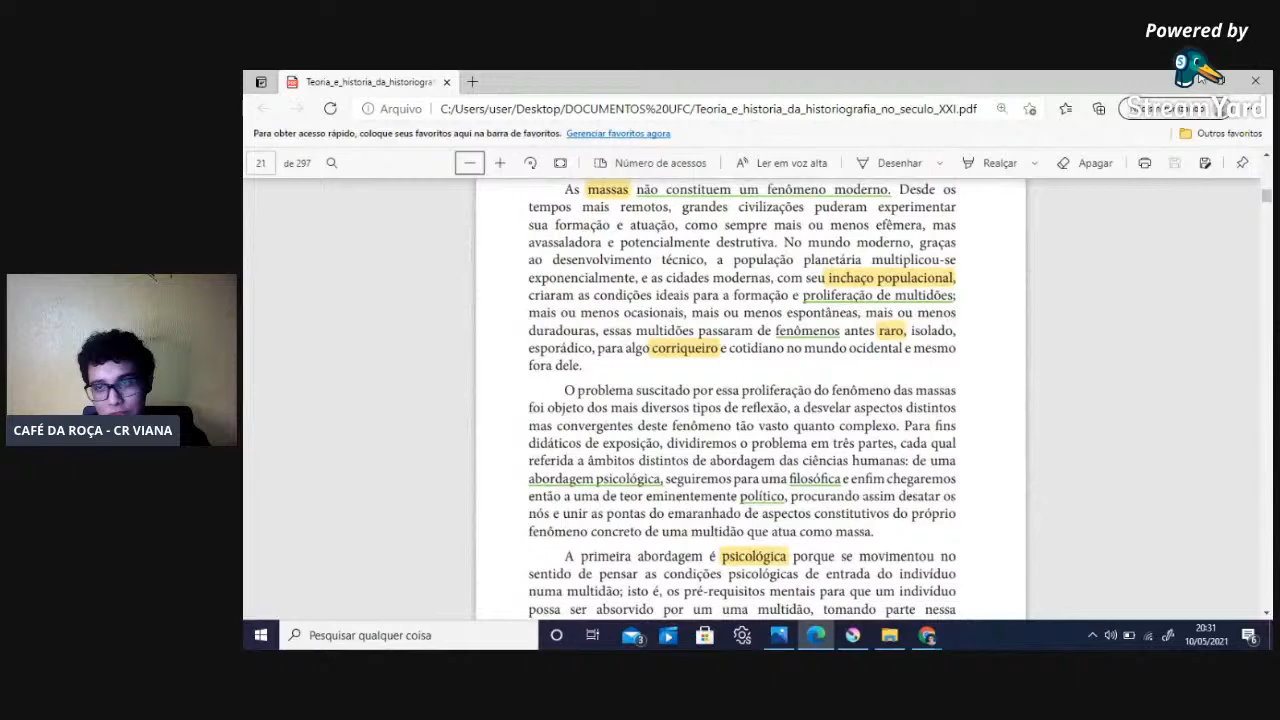 Powered by
StreamYard
Teoria_e_historia_da_historiogra
Arquivo
C:/Users/user/Desktop/DOCUMENTOS%20UFC/Teoria_e_historia_da_historiografia_no_seculo_XXI.pdf
Para obter acesso rápido, coloque seus favoritos aqui na barra de favoritos. Gerenciar favoritos agora
Outros favoritos
21 de 297
Número de acessos
Ler em voz alta
Desenhar
Realçar
Apagar
As massas não constituem um fenômeno moderno. Desde os
tempos mais remotos, grandes civilizações puderam experimentar
sua formação e atuação, como sempre mais ou menos efêmera, mas
avassaladora e potencialmente destrutiva. No mundo moderno, graças
ao desenvolvimento técnico, a população planetária multiplicou-se
exponencialmente, e as cidades modernas, com seu inchaço populacional,
criaram as condições ideais para a formação e proliferação de multidões;
mais ou menos ocasionais, mais ou menos espontâneas, mais ou menos
duradouras, essas multidões passaram de fenômenos antes raro, isolado,
esporádico, para algo corriqueiro e cotidiano no mundo ocidental e mesmo
fora dele.
O problema suscitado por essa proliferação do fenômeno das massas
foi objeto dos mais diversos tipos de reflexão, a desvelar aspectos distintos
mas convergentes deste fenômeno tão vasto quanto complexo. Para fins
didáticos de exposição, dividiremos o problema em três partes, cada qual
referida a âmbitos distintos de abordagem das ciências humanas: de uma
abordagem psicológica, seguiremos para uma filosófica e enfim chegaremos
então a uma de teor eminentemente político, procurando assim desatar os
nós e unir as pontas do emaranhado de aspectos constitutivos do próprio
fenômeno concreto de uma multidão que atua como massa.
A primeira abordagem é psicológica porque se movimentou no
sentido de pensar as condições psicológicas de entrada do indivíduo
numa multidão; isto é, os pré-requisitos mentais para que um indivíduo
possa ser absorvido por um uma multidão, tomando parte nessa
CAFÉ DA ROÇA - CR VIANA
Pesquisar qualquer coisa
3
20:31
10/05/2021
6